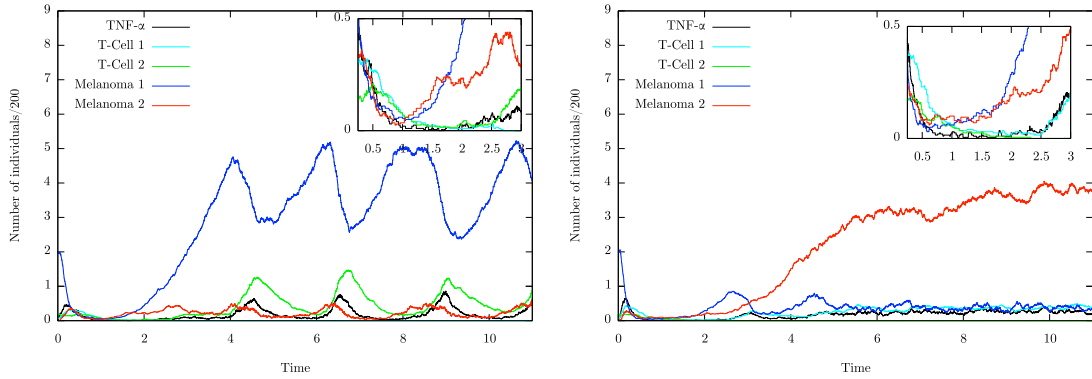 9
8
7
6
5
4
3
2
1
0
0 2 4 6 8 10
Time
Number of individuals/200
TNF-α
T-Cell 1
T-Cell 2
Melanoma 1
Melanoma 2
0.5
0
0.5 1 1.5 2 2.5 3
9
8
7
6
5
4
3
2
1
0
0 2 4 6 8 10
Time
Number of individuals/200
TNF-α
T-Cell 1
T-Cell 2
Melanoma 1
Melanoma 2
0.5
0
0.5 1 1.5 2 2.5 3